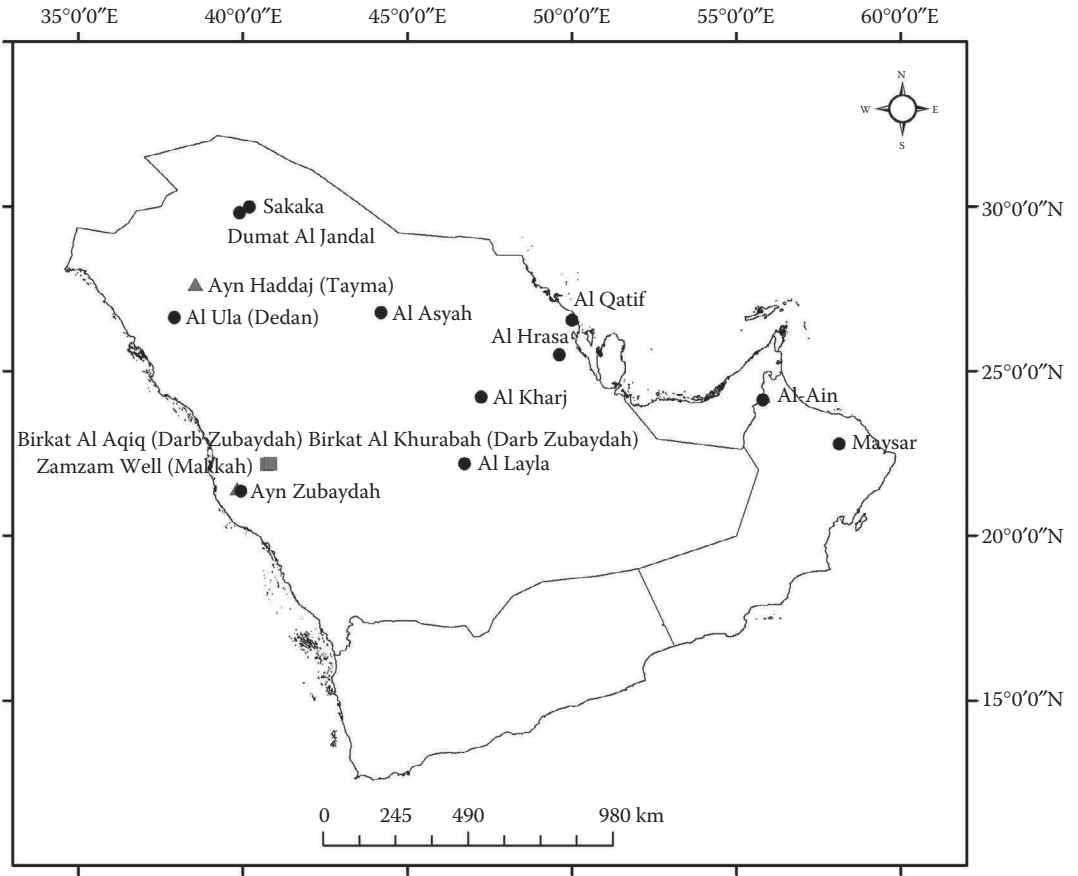 35°0′0″E 40°0′0″E 45°0′0″E 50°0′0″E 55°0′0″E 60°0′0″E
N
W E
S
Sakaka
30°0′0″N
Dumat Al Jandal
Ayn Haddaj (Tayma)
Al Qatif
Al Ula (Dedan)
Al Asyah
Al Hrasa
25°0′0″N
Al Kharj
Al-Ain
Birkat Al Aqiq (Darb Zubaydah) Birkat Al Khurabah (Darb Zubaydah)
Maysar
Zamzam Well (Makkah)
Al Layla
Ayn Zubaydah
20°0′0″N
15°0′0″N
0 245 490 980 km